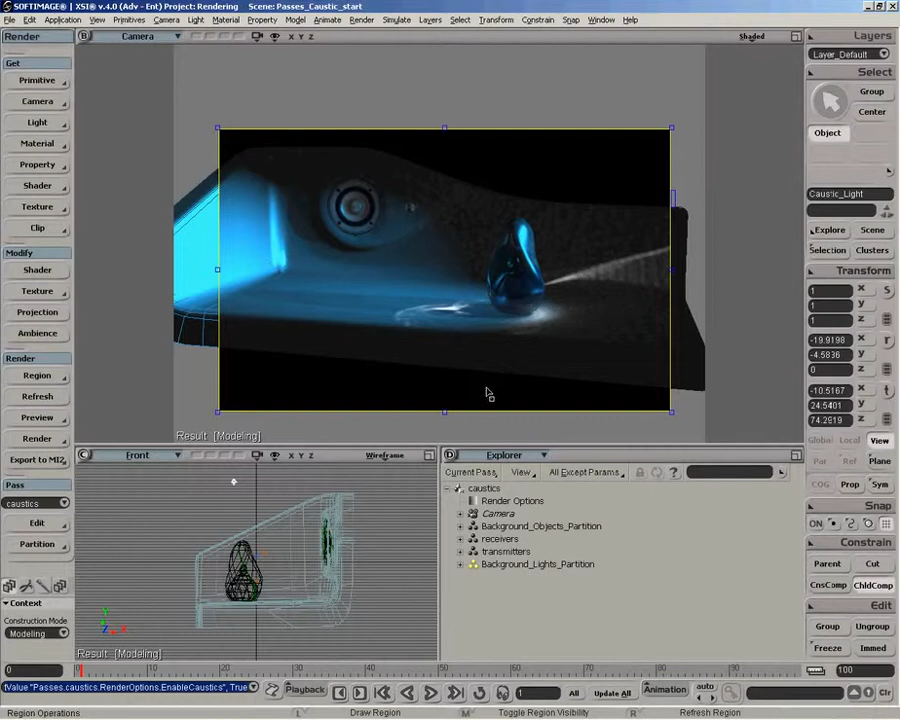 SOFTIMAGE® | XSI® v.4.0 (Adv - Ent) Project: Rendering    Scene: Passes_Caustic_start
File Edit Application View Primitives Camera Light Material Property Model Render Simulate Layers Select Transform Constrain Snap Window Help
Render
Get
Primitive
Camera
Light
Material
Property
Shader
Texture
Clip
Modify
Shader
Texture
Projection
Ambience
Render
Region
Refresh
Preview
Render
Export to MI2
Pass
caustics
Edit
Partition
Context
Construction Mode
Modeling
B Camera X Y Z Shaded
Result [Modeling]
C Front X Y Z Wireframe
Result [Modeling]
D Explorer
Current Pass View All Except Params ?
caustics
Render Options
Camera
Background_Objects_Partition
receivers
transmitters
Background_Lights_Partition
Layers
Layer_Default
Select
Group
Center
Object
Caustic_Light
Explore Scene
Selection Clusters
Transform
1 x S
1 y
1 z
-19.9198 x r
-4.5836 y
0 z
-10.5167 x t
24.5401 y
74.2919 z
Global Local View
Par Ref Plane
COG Prop Sym
Snap
ON
Constrain
Parent Cut
CnsComp ChldComp
Edit
Group Ungroup
Freeze Immed
0 0 10 20 30 40 50 60 70 80 90 100
tValue "Passes.caustics.RenderOptions.EnableCaustics", True
Playback 1 All Update All Animation auto Clr
Region Operations L Draw Region M Toggle Region Visibility R Refresh Region